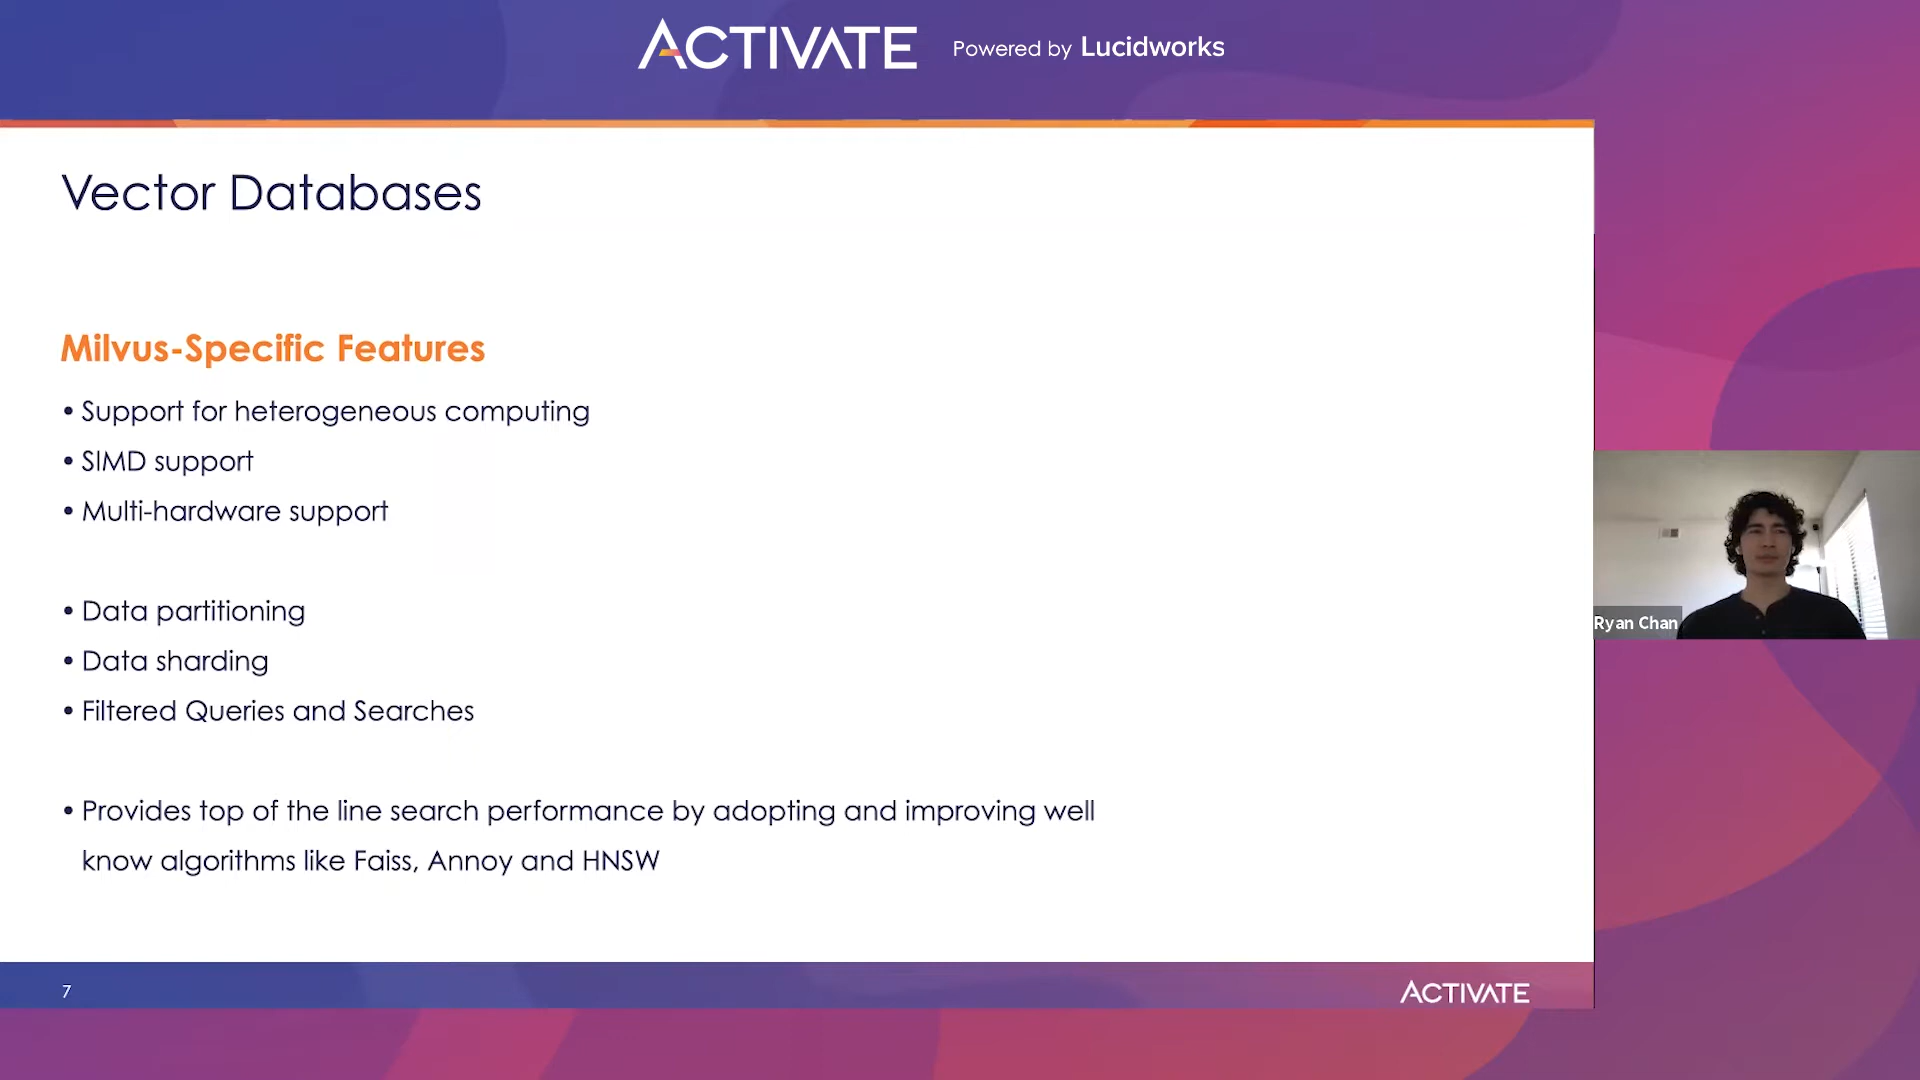 ACTIVATE Powered by Lucidworks
Vector Databases
Milvus-Specific Features
• Support for heterogeneous computing
• SIMD support
• Multi-hardware support
• Data partitioning
• Data sharding
• Filtered Queries and Searches
• Provides top of the line search performance by adopting and improving well
know algorithms like Faiss, Annoy and HNSW
Ryan Chan
7
ACTIVATE